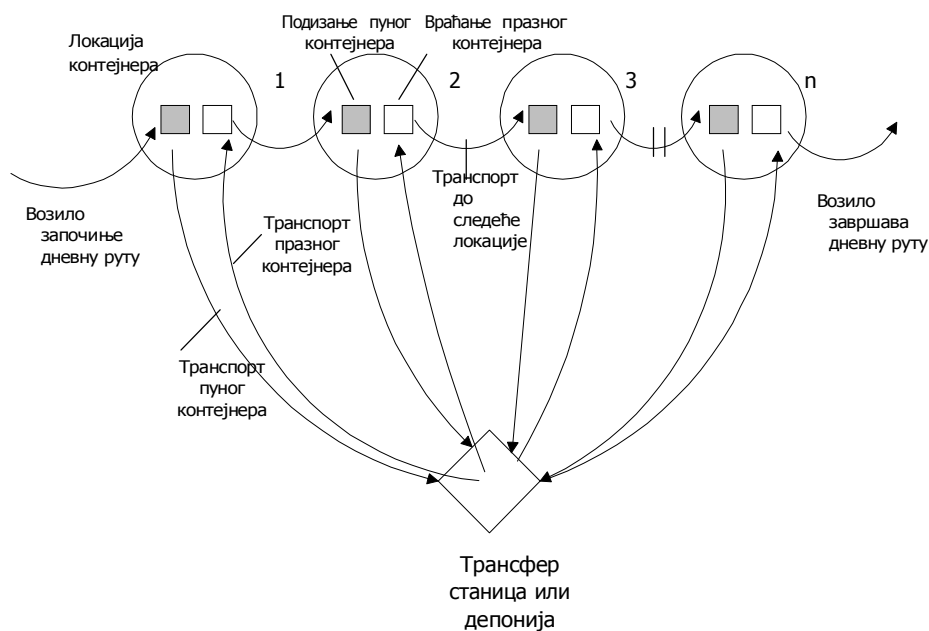 Локација
контејнера
Подизање пуног
контејнера
Враћање празног
контејнера
1
2
3
n
Возило
започиње
дневну руту
Транспорт
празног
контејнера
Транспорт
до
следеће
локације
Возило
завршава
дневну руту
Транспорт
пуног
контејнера
Трансфер
станица или
депонија